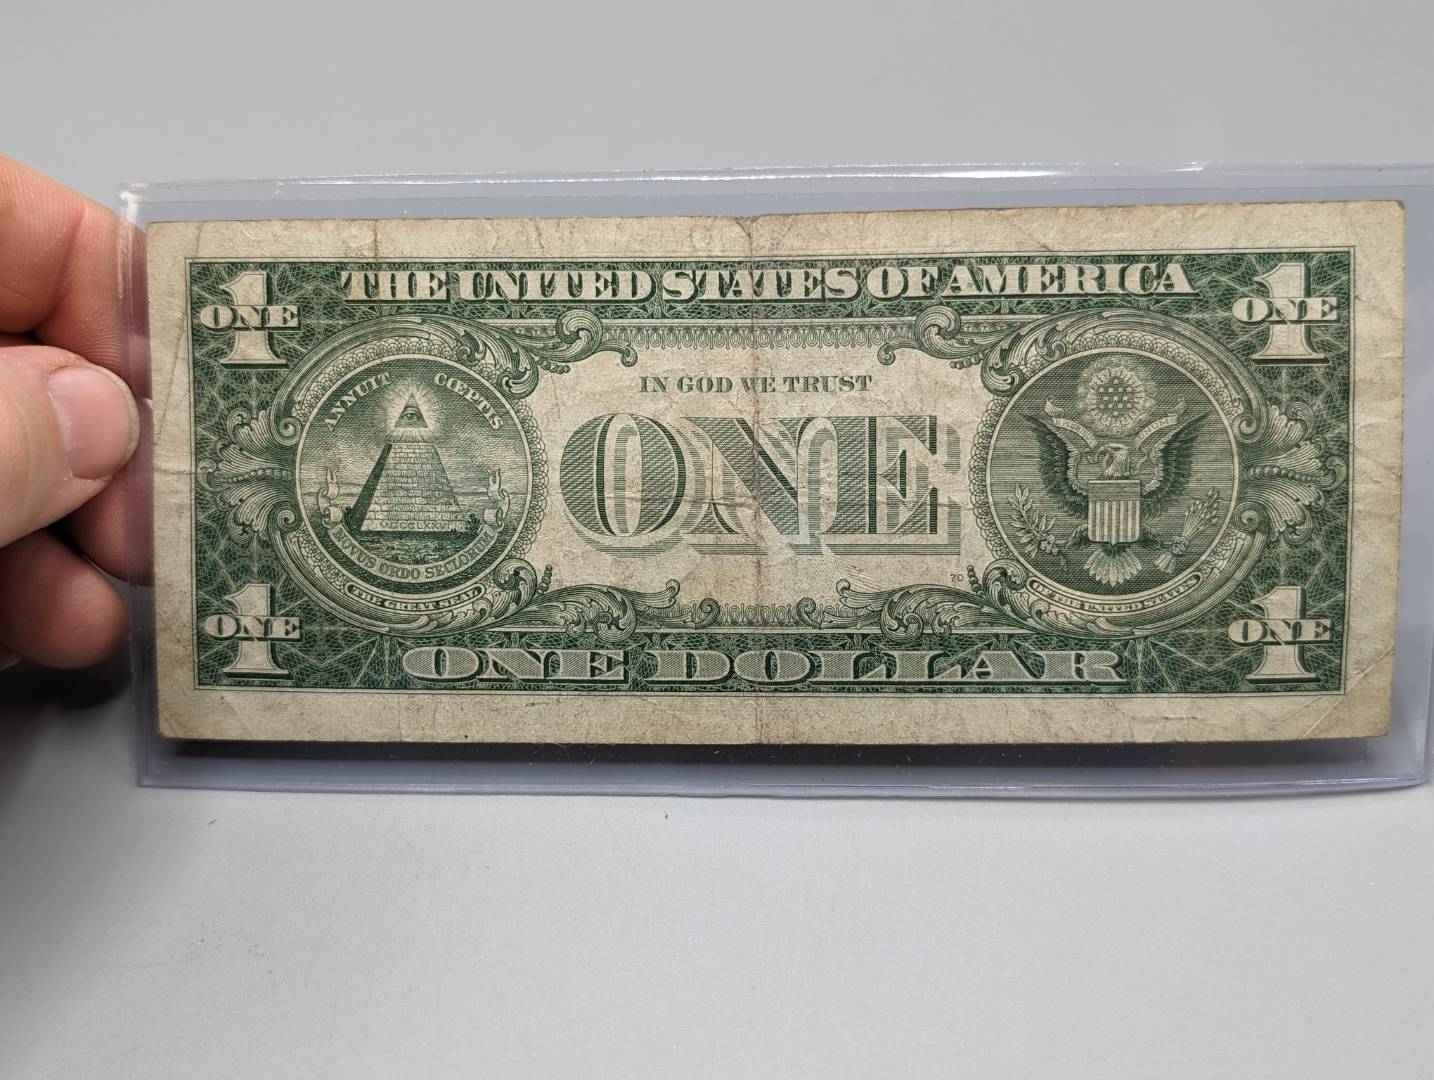 THE UNITED STATES OF AMERICA
1
ONE
1
ONE
IN GOD WE TRUST
ANNUIT CŒPTIS
ONE
MDCCLXXVI
NOVUS ORDO SECLORUM
70
THE GREAT SEAL
OF THE UNITED STATES
1
ONE
1
ONE
ONE DOLLAR